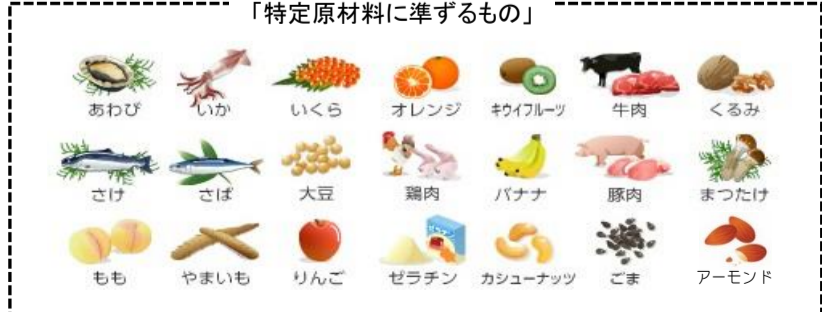 「特定原材料に準ずるもの」
あわび いか いくら オレンジ キウイフルーツ 牛肉 くるみ
さけ さば 大豆 鶏肉 バナナ 豚肉 まつたけ
もも やまいも りんご ゼラチン カシューナッツ ごま アーモンド